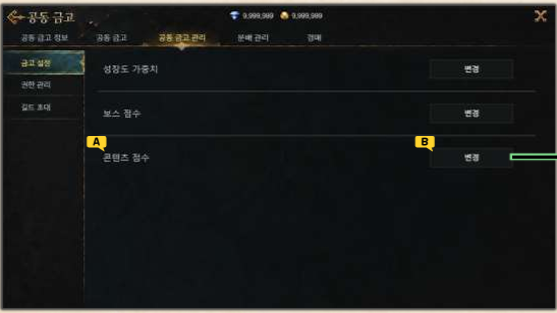 공동 금고
9,999,999 9,999,999
공동 금고 정보 공동 금고 공동 금고 관리 분배 관리 경매
금고 설정
권한 관리
길드 초대
성장도 가중치 변경
보스 점수 변경
A B
콘텐츠 점수 변경